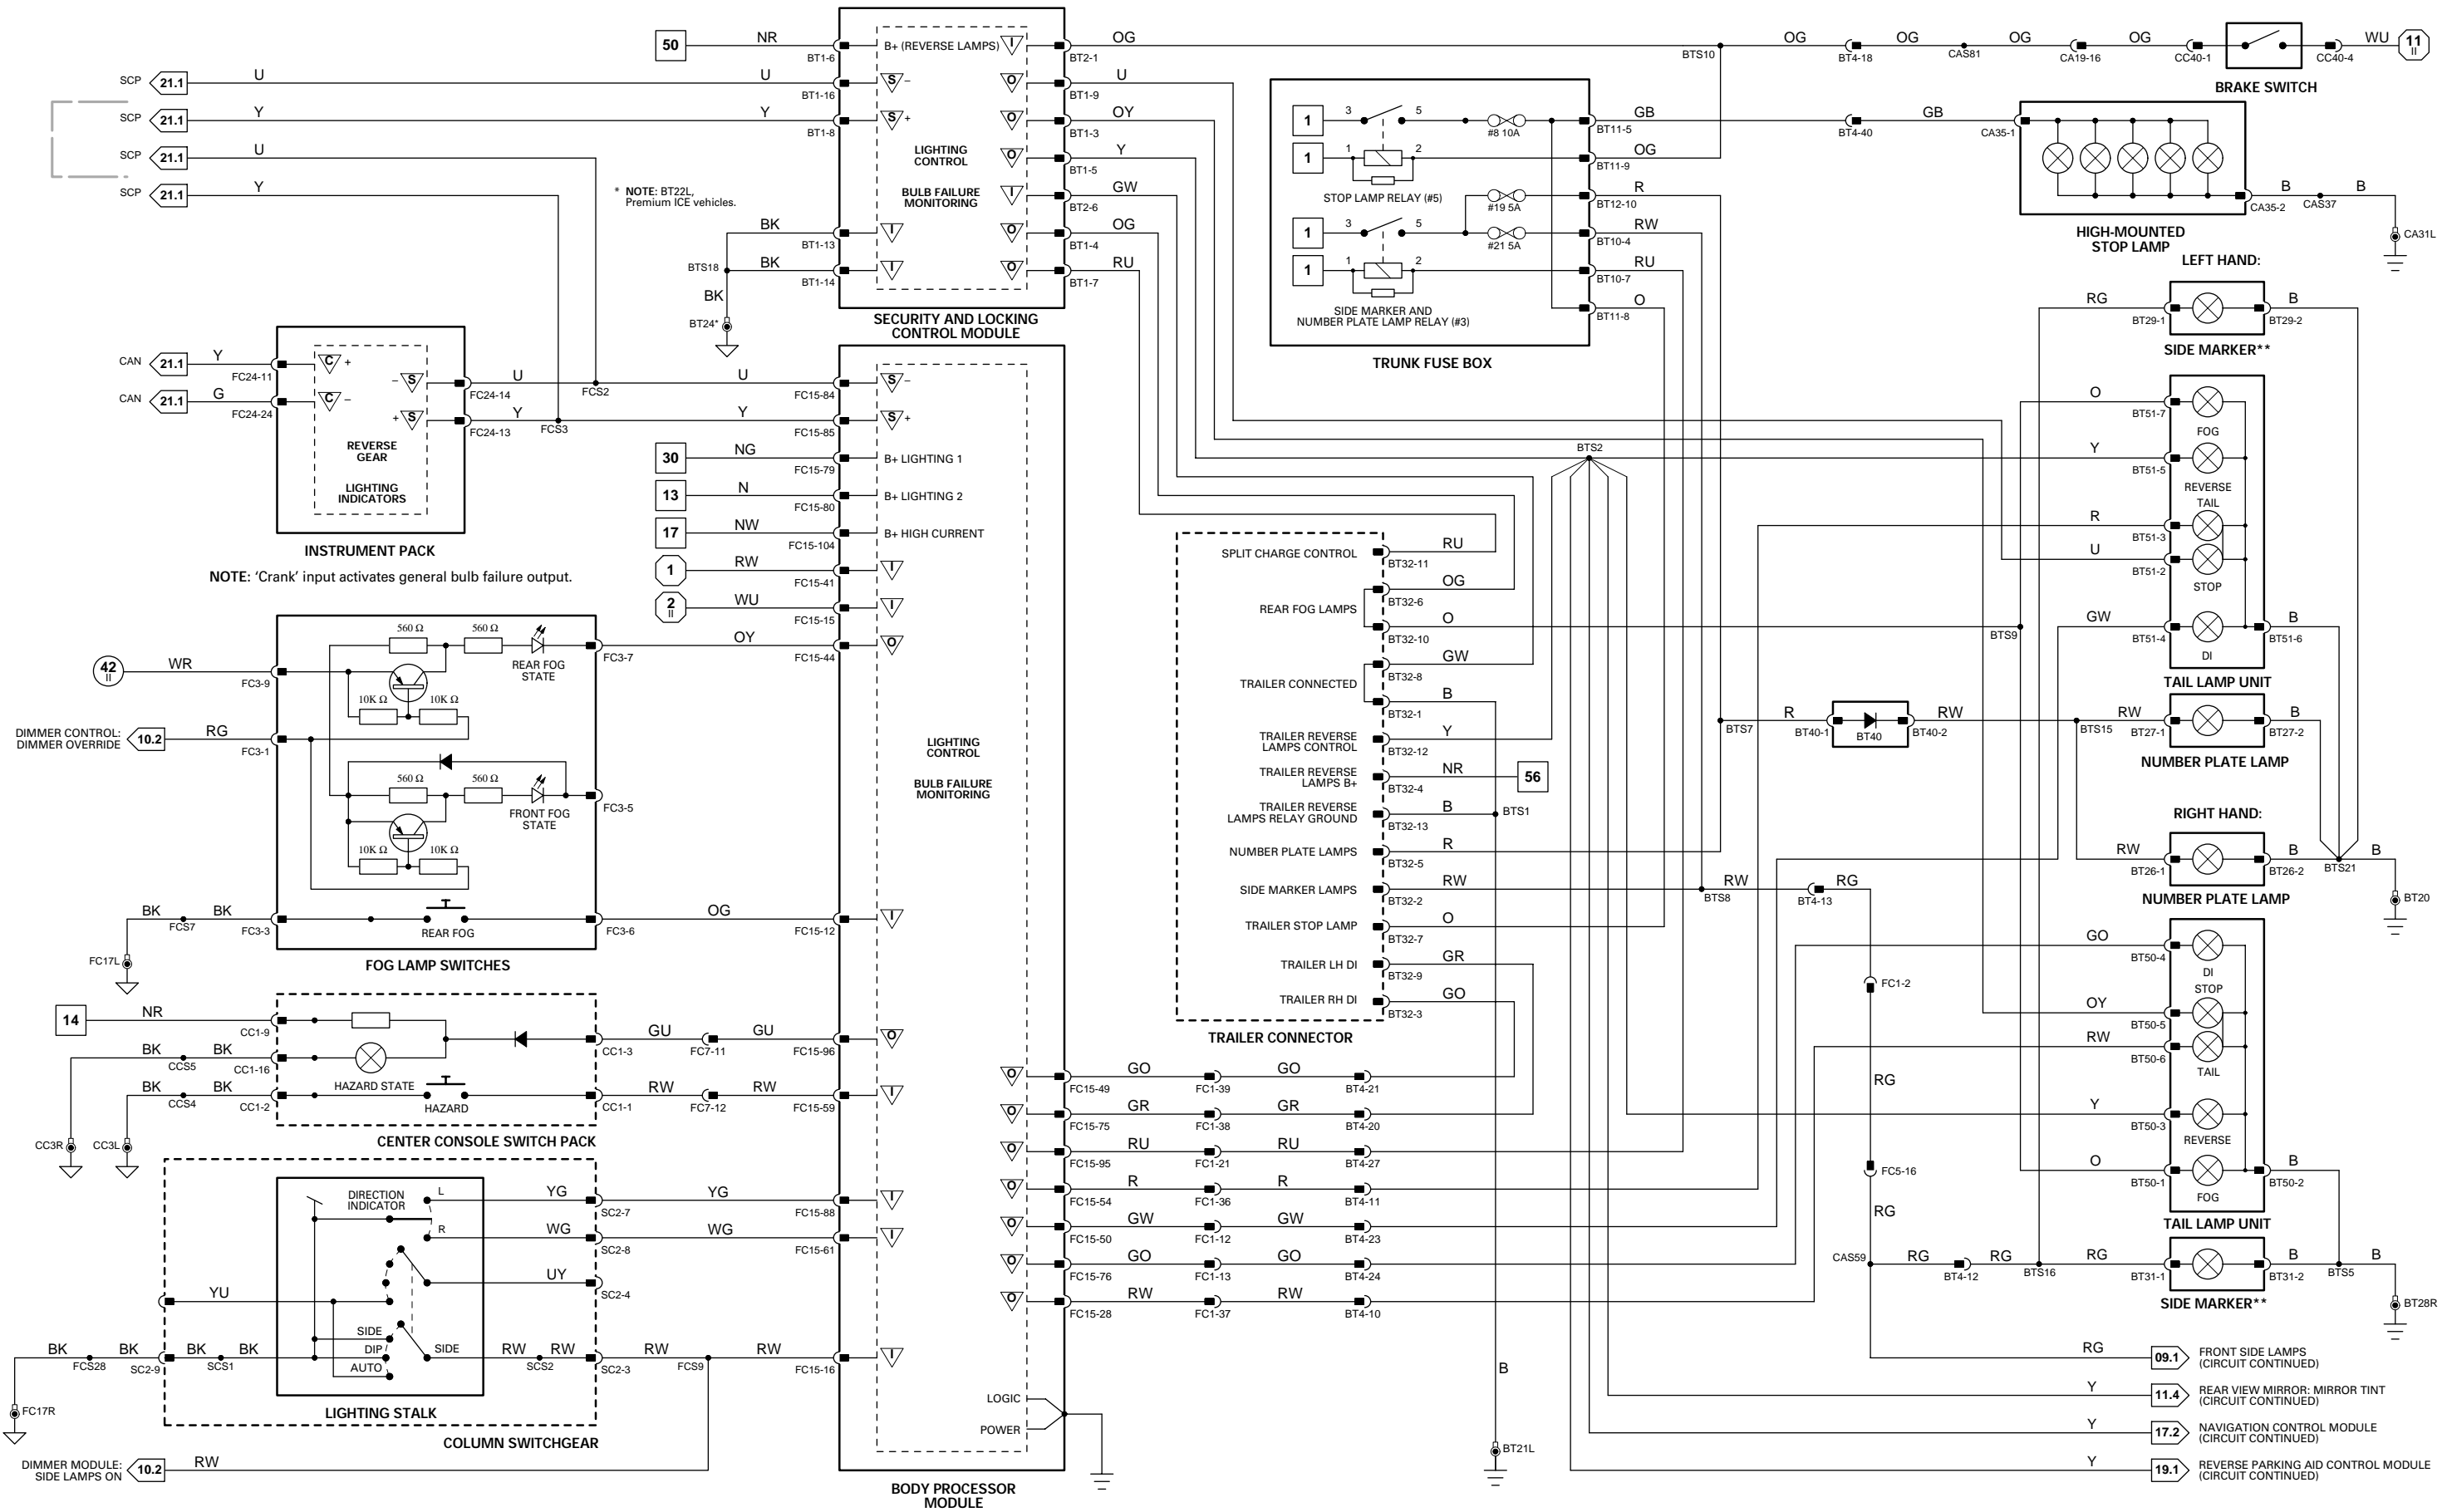 50
NR
BT1-6
B+ (REVERSE LAMPS)
I
BT2-1
OG
BTS10
OG
BT4-18
OG
CAS81
OG
CA19-16
OG
CC40-1
CC40-4
WU
11
II
BRAKE SWITCH
SCP
21.1
U
U
BT1-16
S
–
O
BT1-9
U
SCP
21.1
Y
Y
BT1-8
S
+
O
BT1-3
OY
SCP
21.1
U
O
BT1-5
Y
SCP
21.1
Y
I
BT2-6
GW
LIGHTING
CONTROL
BULB FAILURE
MONITORING
* NOTE: BT22L,
Premium ICE vehicles.
BK
BT1-13
I
O
BT1-4
OG
BTS18
BK
BT1-14
I
O
BT1-7
RU
BK
BT24*
SECURITY AND LOCKING
CONTROL MODULE
1
3
5
#8 10A
BT11-5
GB
BT4-40
GB
CA35-1
1
1
2
BT11-9
OG
STOP LAMP RELAY (#5)
#19 5A
BT12-10
R
1
3
5
#21 5A
BT10-4
RW
1
1
2
BT10-7
RU
SIDE MARKER AND
NUMBER PLATE LAMP RELAY (#3)
BT11-8
O
TRUNK FUSE BOX
CA35-2
B
CAS37
B
CA31L
HIGH-MOUNTED
STOP LAMP
LEFT HAND:
RG
BT29-1
BT29-2
B
SIDE MARKER**
CAN
21.1
Y
FC24-11
C
+
CAN
21.1
G
FC24-24
C
–
–
S
FC24-14
U
FCS2
U
FC15-84
S
–
+
S
FC24-13
Y
FCS3
Y
FC15-85
S
+
REVERSE
GEAR
LIGHTING
INDICATORS
INSTRUMENT PACK
NOTE: ‘Crank’ input activates general bulb failure output.
30
NG
FC15-79
B+ LIGHTING 1
13
N
FC15-80
B+ LIGHTING 2
17
NW
FC15-104
B+ HIGH CURRENT
1
RW
FC15-41
I
2
II
WU
FC15-15
I
OY
FC15-44
O
BTS2
O
BT51-7
FOG
Y
BT51-5
REVERSE
TAIL
R
BT51-3
U
BT51-2
STOP
GW
BT51-4
BT51-6
B
DI
TAIL LAMP UNIT
560 Ω
560 Ω
REAR FOG
STATE
FC3-7
42
II
WR
FC3-9
10K Ω
10K Ω
DIMMER CONTROL:
DIMMER OVERRIDE
10.2
RG
FC3-1
560 Ω
560 Ω
FRONT FOG
STATE
FC3-5
10K Ω
10K Ω
BK
FCS7
BK
FC3-3
REAR FOG
FC3-6
OG
FC15-12
I
FC17L
FOG LAMP SWITCHES
LIGHTING
CONTROL
BULB FAILURE
MONITORING
SPLIT CHARGE CONTROL
BT32-11
RU
REAR FOG LAMPS
BT32-6
OG
BT32-10
O
BTS9
TRAILER CONNECTED
BT32-8
GW
BT32-1
B
TRAILER REVERSE
LAMPS CONTROL
BT32-12
Y
TRAILER REVERSE
LAMPS B+
BT32-4
NR
56
TRAILER REVERSE
LAMPS RELAY GROUND
BT32-13
B
BTS1
NUMBER PLATE LAMPS
BT32-5
R
SIDE MARKER LAMPS
BT32-2
RW
BTS8
RW
BT4-13
RG
TRAILER STOP LAMP
BT32-7
O
TRAILER LH DI
BT32-9
GR
TRAILER RH DI
BT32-3
GO
TRAILER CONNECTOR
BTS7
R
BT40-1
BT40
BT40-2
RW
BTS15
RW
BT27-1
BT27-2
B
NUMBER PLATE LAMP
RIGHT HAND:
RW
BT26-1
BT26-2
B
BTS21
B
BT20
NUMBER PLATE LAMP
GO
BT50-4
DI
STOP
OY
BT50-5
RW
BT50-6
TAIL
Y
BT50-3
REVERSE
O
BT50-1
FOG
BT50-2
B
TAIL LAMP UNIT
FC1-2
RG
FC5-16
RG
CAS59
RG
BT4-12
RG
BTS16
RG
BT31-1
BT31-2
B
BTS5
B
BT28R
SIDE MARKER**
14
NR
CC1-9
BK
CCS5
BK
CC1-16
HAZARD STATE
CC1-3
GU
FC7-11
GU
FC15-96
O
BK
CCS4
BK
CC1-2
HAZARD
CC1-1
RW
FC7-12
RW
FC15-59
I
CC3R
CC3L
CENTER CONSOLE SWITCH PACK
O
FC15-49
GO
FC1-39
GO
BT4-21
O
FC15-75
GR
FC1-38
GR
BT4-20
O
FC15-95
RU
FC1-21
RU
BT4-27
O
FC15-54
R
FC1-36
R
BT4-11
O
FC15-50
GW
FC1-12
GW
BT4-23
O
FC15-76
GO
FC1-13
GO
BT4-24
O
FC15-28
RW
FC1-37
RW
BT4-10
DIRECTION
INDICATOR
L
YG
SC2-7
YG
FC15-88
I
R
WG
SC2-8
WG
FC15-61
I
UY
SC2-4
YU
SIDE
DIP
AUTO
SIDE
BK
FCS28
BK
SC2-9
BK
SCS1
BK
RW
SCS2
RW
SC2-3
RW
FCS9
RW
FC15-16
I
FC17R
LIGHTING STALK
COLUMN SWITCHGEAR
DIMMER MODULE:
SIDE LAMPS ON
10.2
RW
LOGIC
POWER
BODY PROCESSOR
MODULE
B
BT21L
RG
09.1
FRONT SIDE LAMPS
(CIRCUIT CONTINUED)
Y
11.4
REAR VIEW MIRROR: MIRROR TINT
(CIRCUIT CONTINUED)
Y
17.2
NAVIGATION CONTROL MODULE
(CIRCUIT CONTINUED)
Y
19.1
REVERSE PARKING AID CONTROL MODULE
(CIRCUIT CONTINUED)